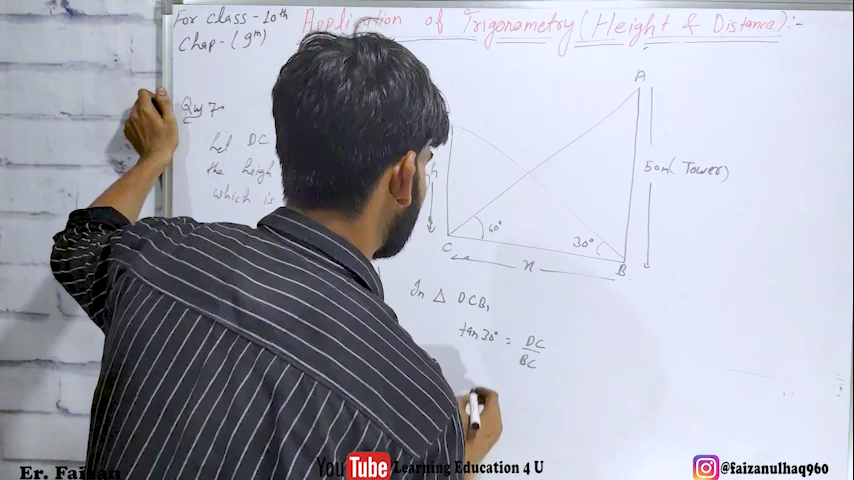 For Class - 10th
Application of Trigonometry (Height & Distance) :-
Chap - (9th)
Que 7
Let DC
the heigh
which is
A
50m (Tower)
h
60°
30°
C
B
x
In △ DCB,
tan 30° = DC
BC
Er. Faizan
YouTube Learning Education 4 U
@faizanulhaq960